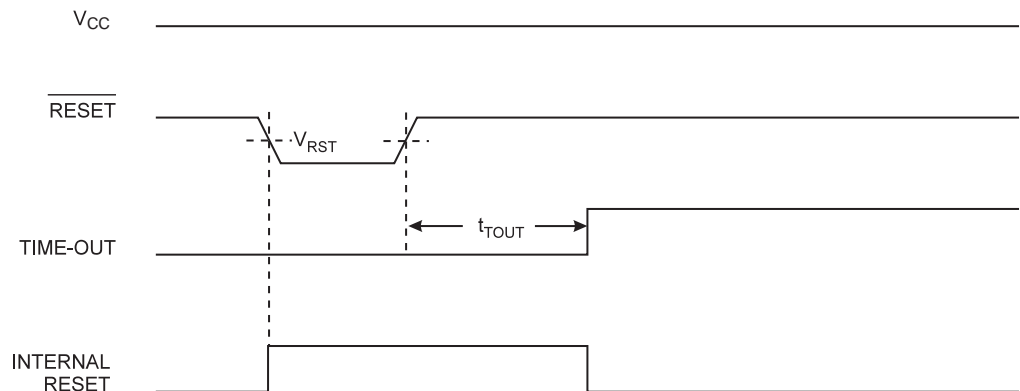 VCC
RESET
VRST
tTOUT
TIME-OUT
INTERNAL
RESET